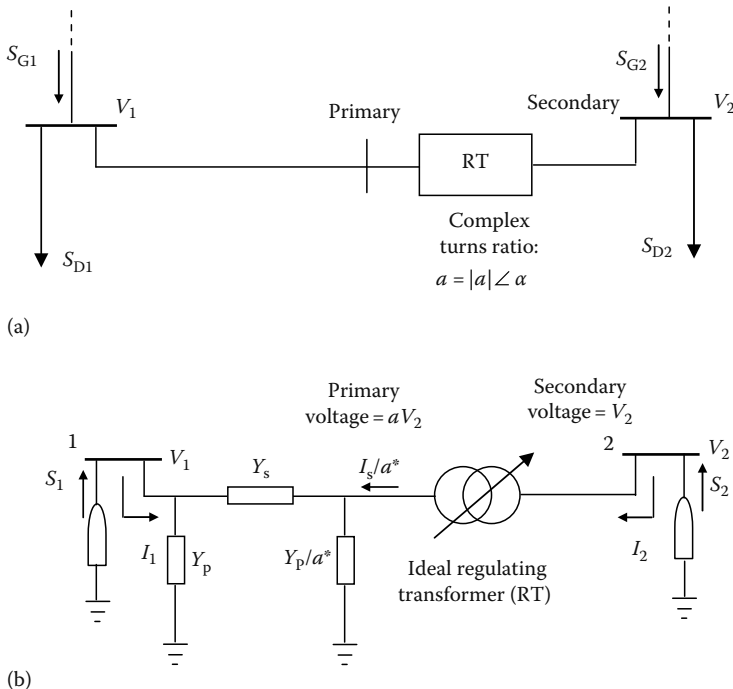 S_G1
V_1
Primary
Secondary
S_G2
V_2
RT
Complex
turns ratio:
a = |a|∠ α
S_D1
S_D2
(a)
Primary
voltage = aV_2
Secondary
voltage = V_2
1
V_1
S_1
Y_s
I_s/a*
2
V_2
S_2
I_1
Y_p
Y_P/a*
Ideal regulating
transformer (RT)
I_2
(b)